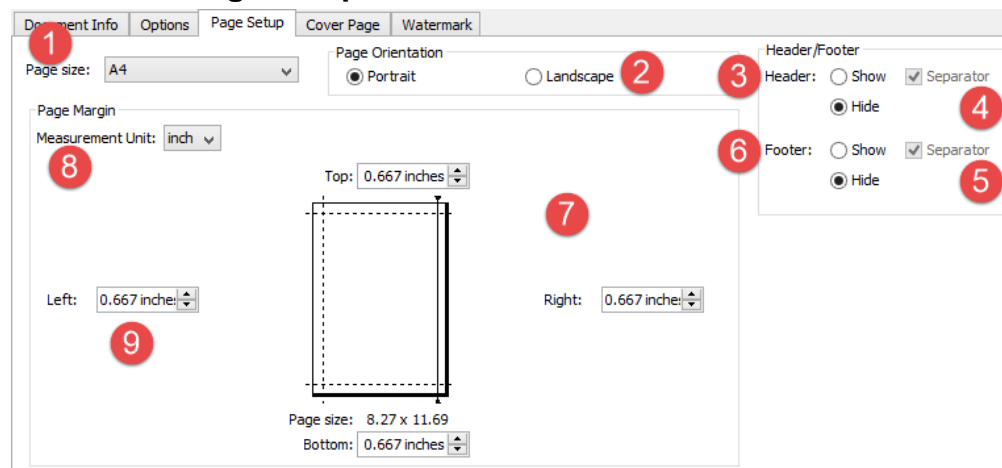 Document Info Options Page Setup Cover Page Watermark
1
Page size: A4
Page Orientation
Portrait Landscape 2
Header/Footer
3 Header: Show Separator
Hide 4
6 Footer: Show Separator
Hide 5
Page Margin
Measurement Unit: inch
8
Top: 0.667 inches
7
Left: 0.667 inches
Right: 0.667 inches
9
Page size: 8.27 x 11.69
Bottom: 0.667 inches